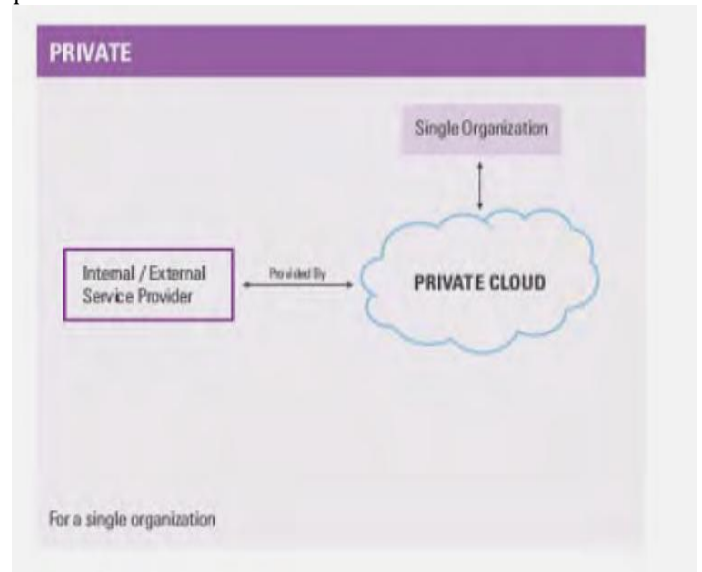 PRIVATE
Single Organization
Internal / External
Service Provider
Provided By
PRIVATE CLOUD
For a single organization